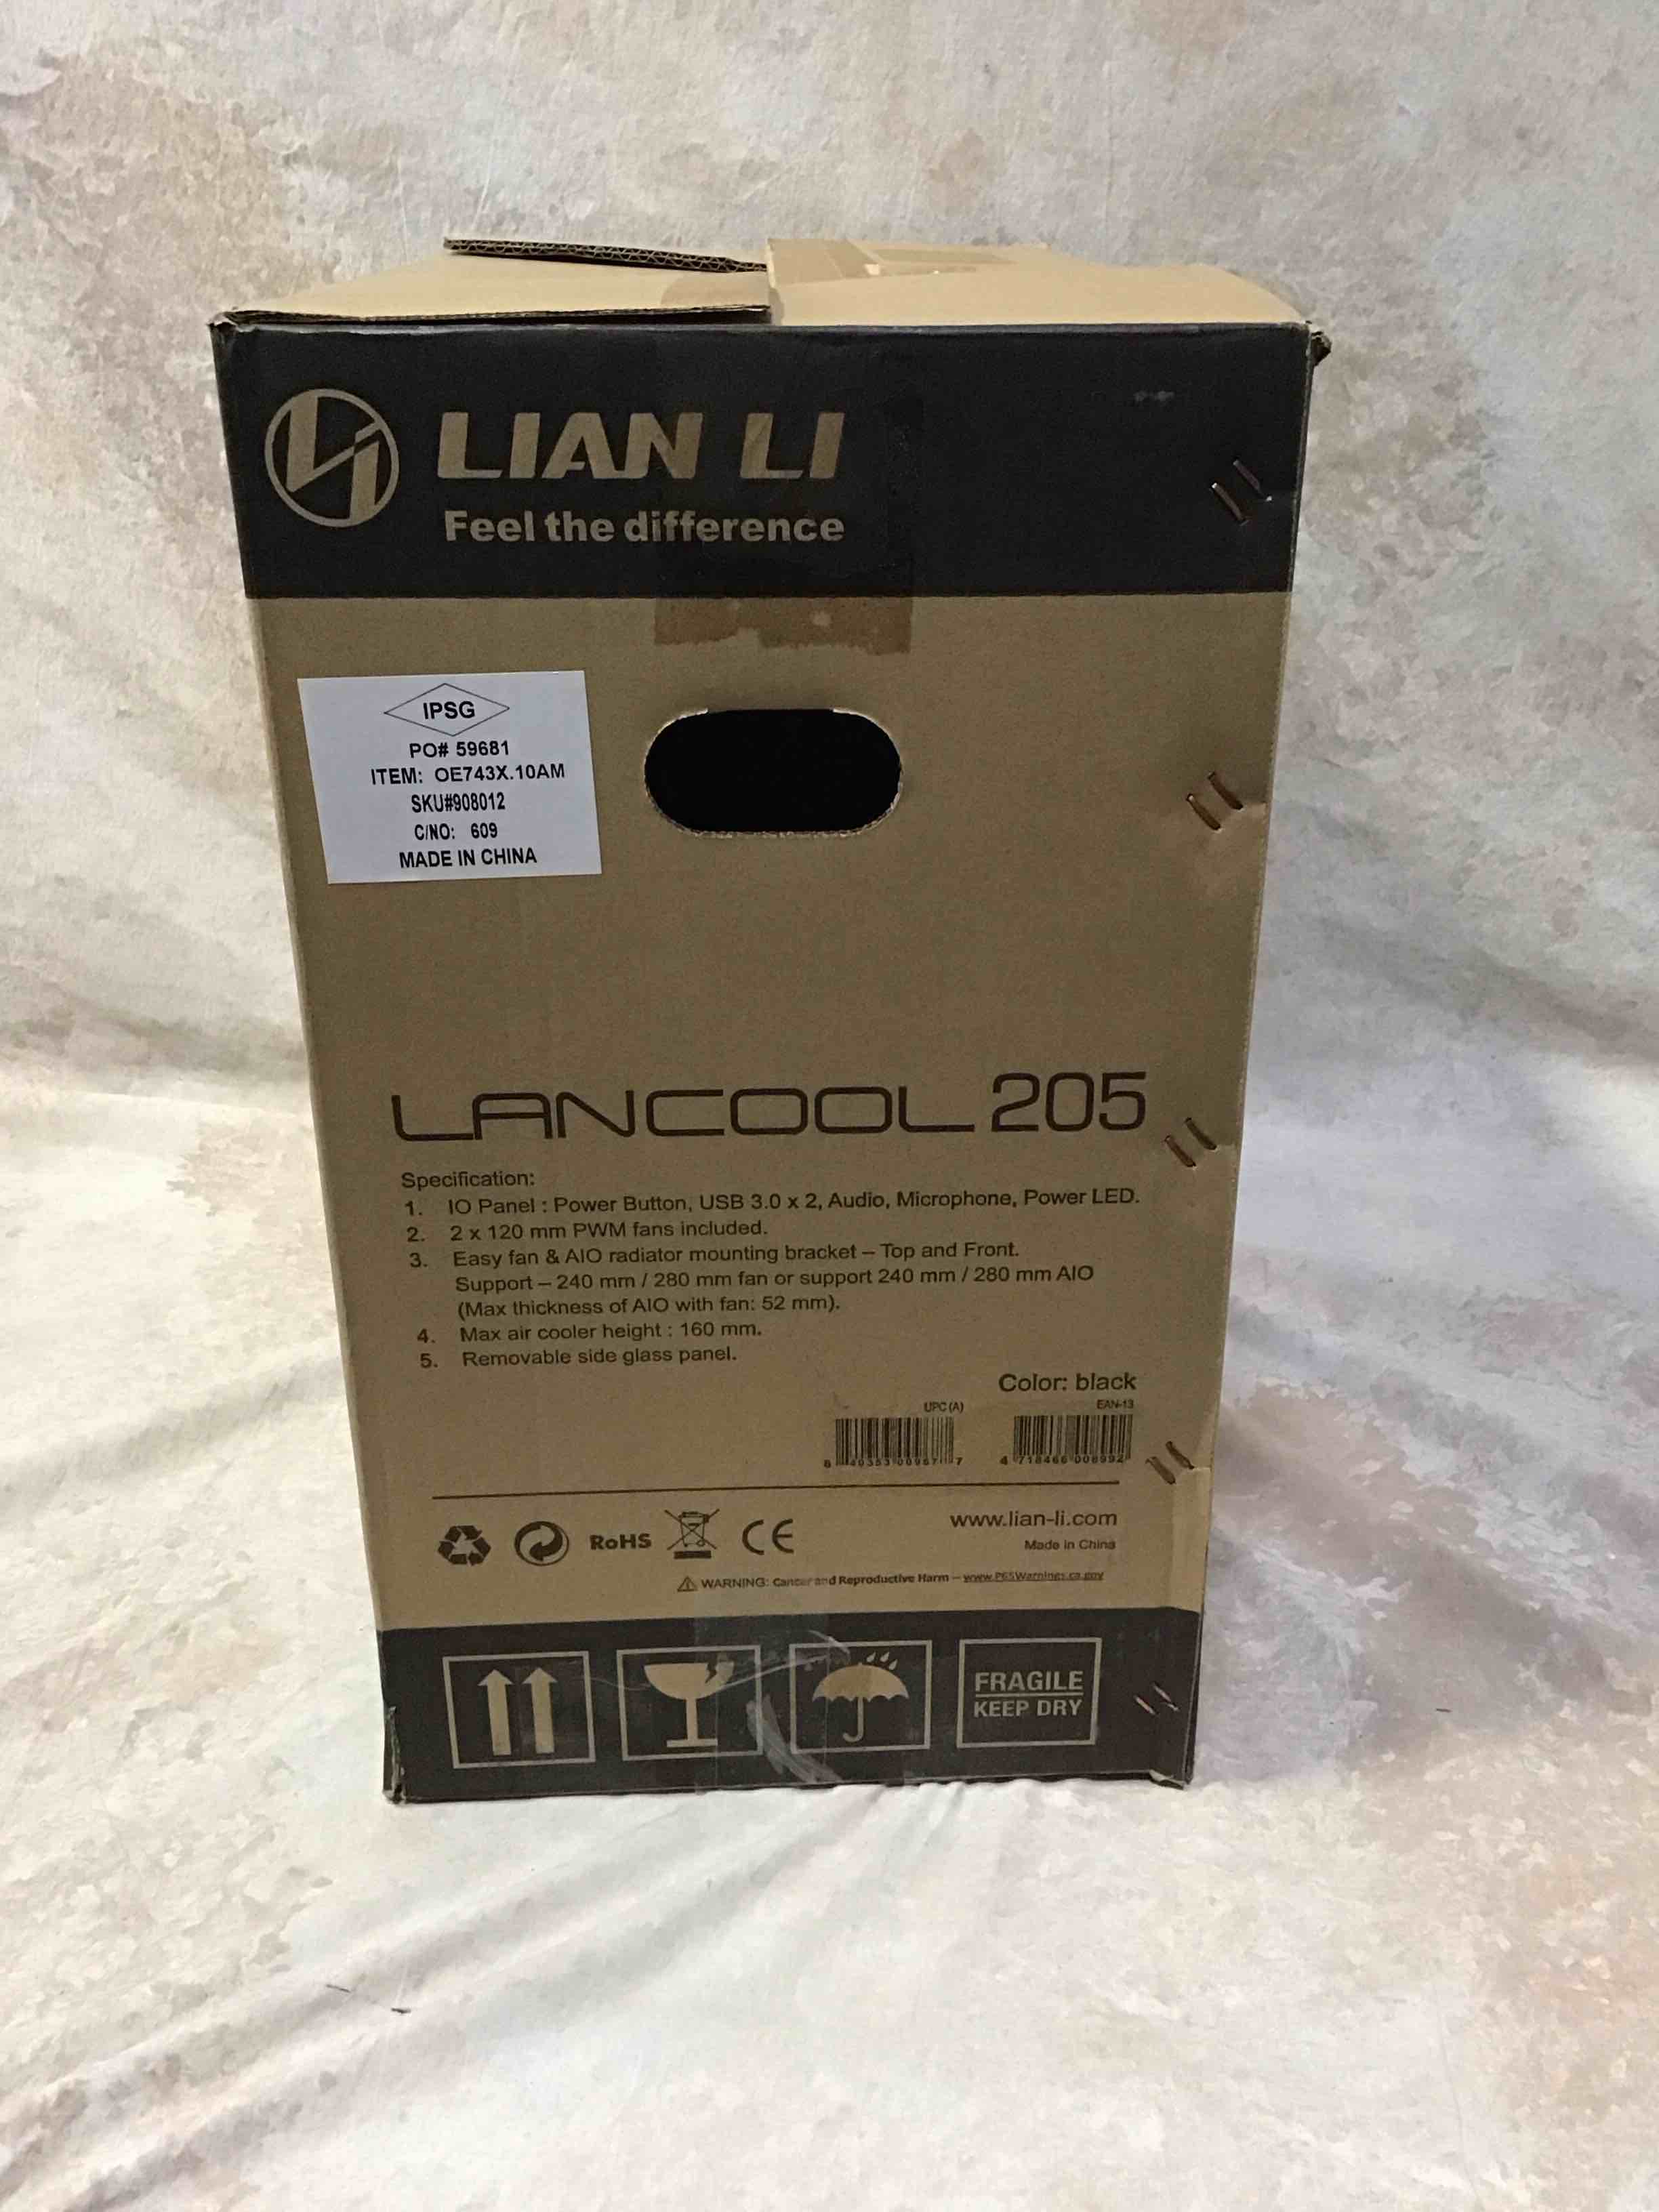 LIAN LI
Feel the difference
IPSG
PO# 59681
ITEM: OE743X.10AM
SKU#908012
C/NO: 609
MADE IN CHINA
LANCOOL 205
Specification:
1. IO Panel : Power Button, USB 3.0 x 2, Audio, Microphone, Power LED.
2. 2 x 120 mm PWM fans included.
3. Easy fan & AIO radiator mounting bracket – Top and Front.
Support – 240 mm / 280 mm fan or support 240 mm / 280 mm AIO
(Max thickness of AIO with fan: 52 mm).
4. Max air cooler height : 160 mm.
5. Removable side glass panel.
Color: black
UPC (A) EAN-13
4 718466 008992
RoHS CE
www.lian-li.com
Made in China
WARNING: Cancer and Reproductive Harm – www.P65Warnings.ca.gov
FRAGILE
KEEP DRY